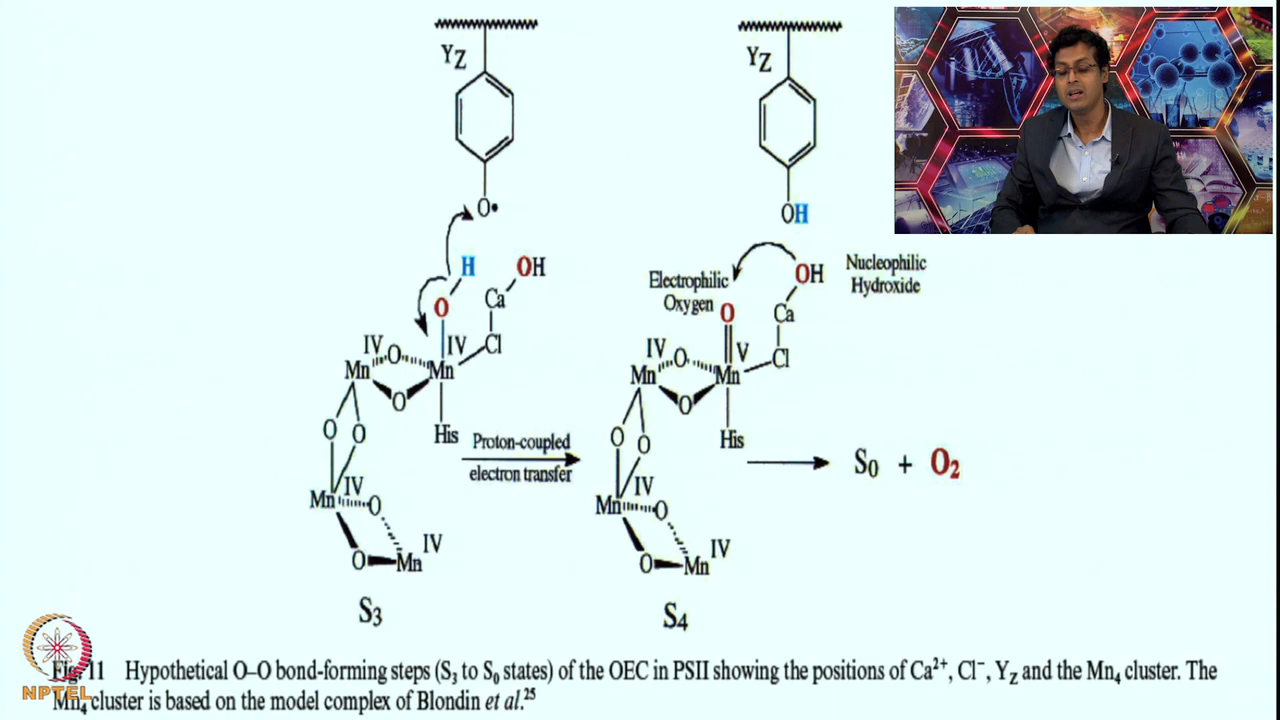 YZ
YZ
O•
OH
H
OH
O
Ca
Cl
IV
O
IV
Mn
Mn
O
O
O
His
IV
Mn
O
O
Mn
IV
S3
Proton-coupled
electron transfer
Electrophilic
Oxygen
O
OH
Nucleophilic
Hydroxide
Ca
Cl
IV
O
V
Mn
Mn
O
O
O
His
IV
Mn
O
O
Mn
IV
S4
S0 + O2
Fig. 11 Hypothetical O–O bond-forming steps (S3 to S0 states) of the OEC in PSII showing the positions of Ca2+, Cl−, YZ and the Mn4 cluster. The
Mn4 cluster is based on the model complex of Blondin et al.25
NPTEL